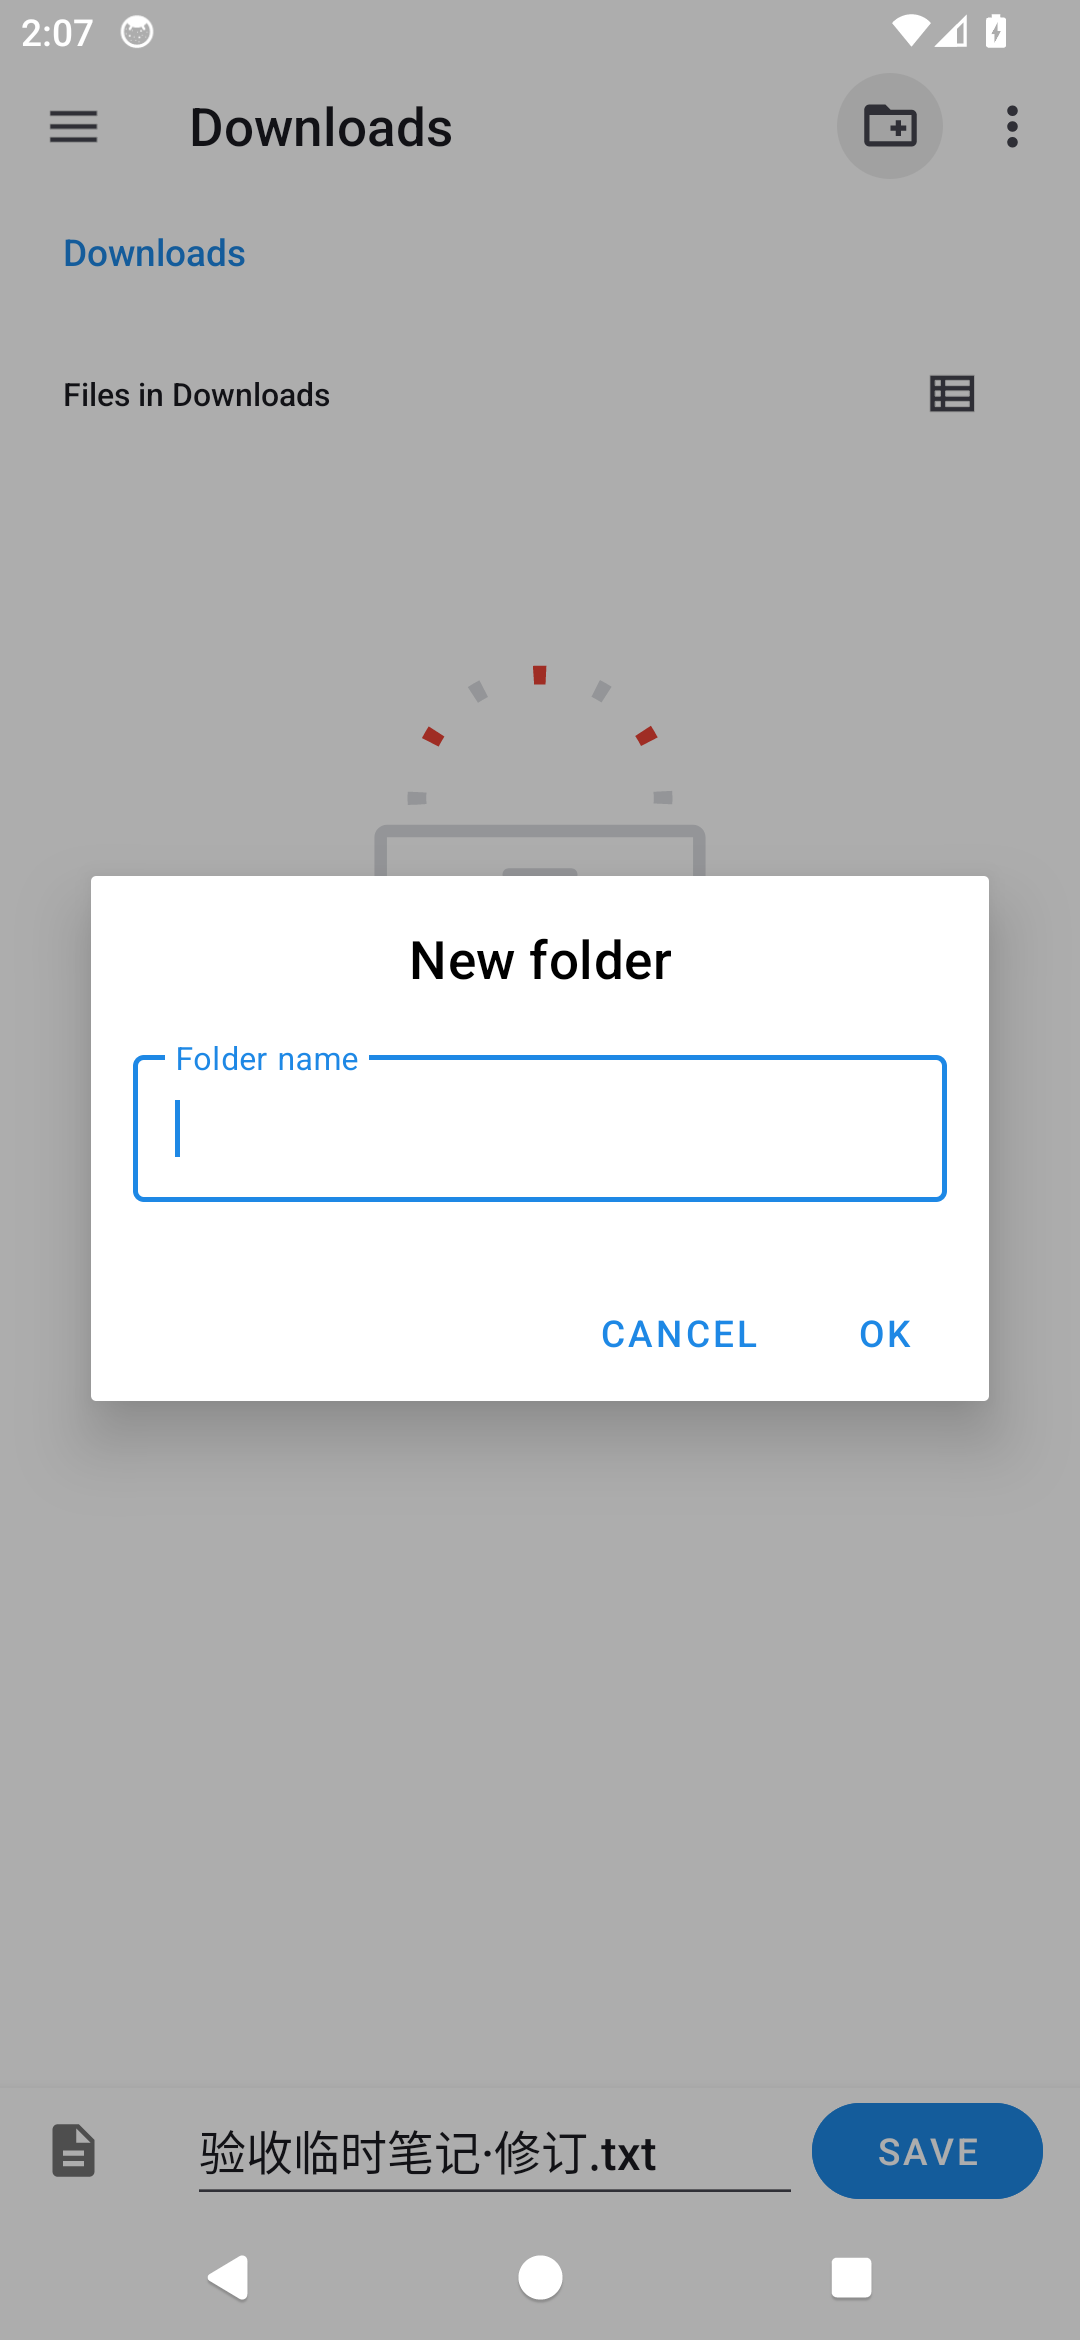 2:07
Downloads
Downloads
Files in Downloads
New folder
Folder name
CANCEL OK
验收临时笔记·修订.txt
SAVE